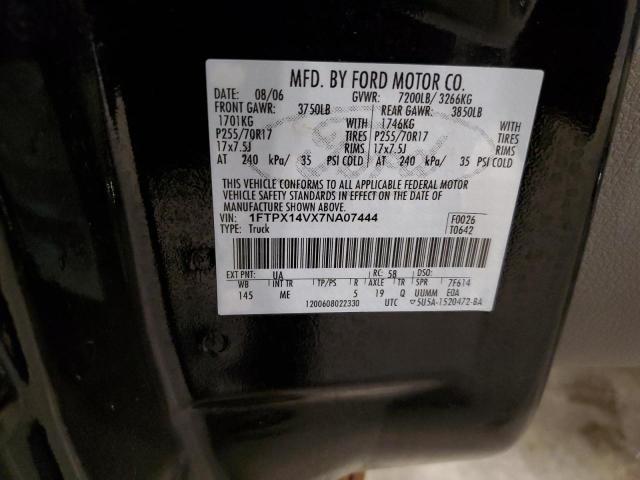 MFD. BY FORD MOTOR CO.
DATE: 08/06 GVWR: 7200LB/ 3266KG
FRONT GAWR: 3750LB REAR GAWR: 3850LB
1701KG WITH 1746KG WITH
P255/70R17 TIRES P255/70R17 TIRES
17x7.5J RIMS 17x7.5J RIMS
AT 240 kPa/ 35 PSI COLD AT 240 kPa/ 35 PSI COLD
THIS VEHICLE CONFORMS TO ALL APPLICABLE FEDERAL MOTOR
VEHICLE SAFETY STANDARDS IN EFFECT ON THE DATE OF
MANUFACTURE SHOWN ABOVE.
VIN: 1FTPX14VX7NA07444 F0026
TYPE: Truck T0642
EXT PNT: UA RC: 58 DSO:
WB INT TR TP/PS R AXLE TR SPR 7F614
145 ME 5 19 Q UUMM EOA
1200608022330 UTC 5U5A-1520472-BA